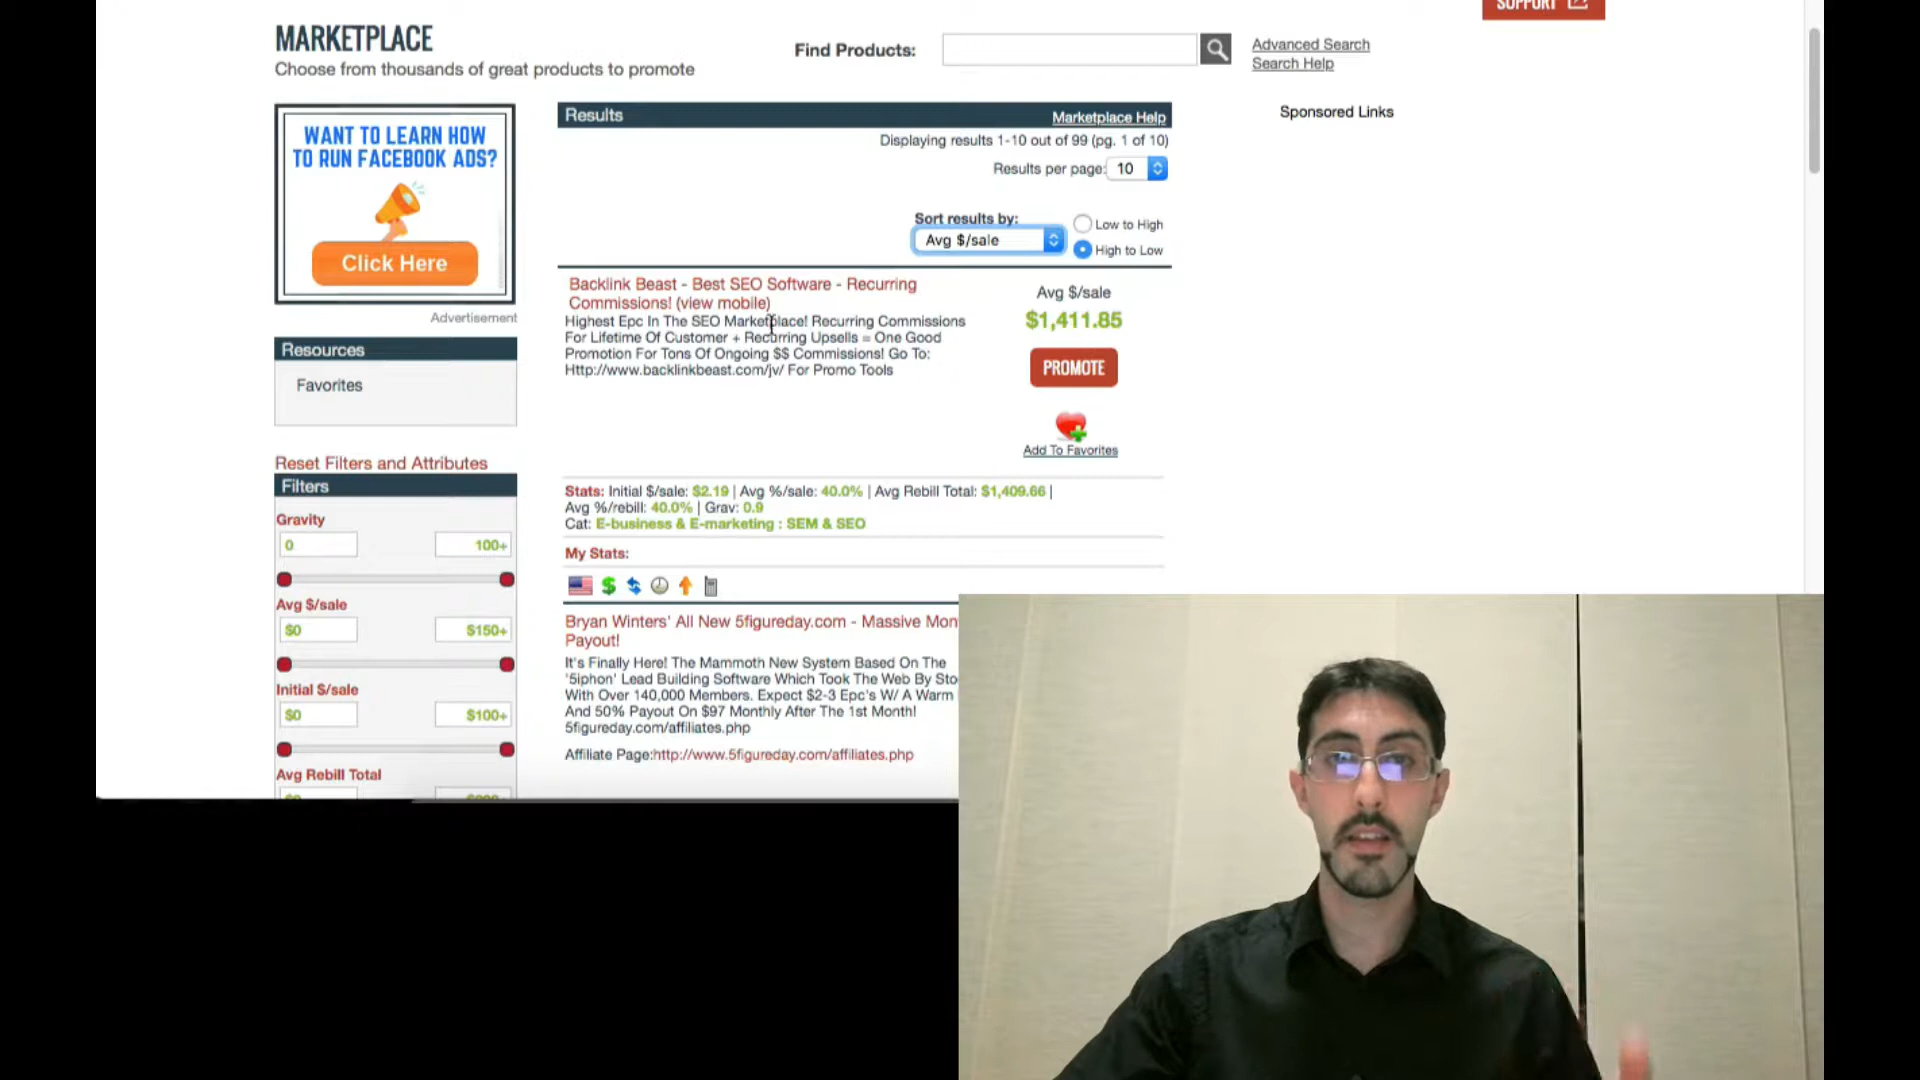 SUPPORT
MARKETPLACE
Choose from thousands of great products to promote
Find Products:
Advanced Search
Search Help
WANT TO LEARN HOW
TO RUN FACEBOOK ADS?
Click Here
Advertisement
Resources
Favorites
Reset Filters and Attributes
Filters
Gravity
0 100+
Avg $/sale
$0 $150+
Initial $/sale
$0 $100+
Avg Rebill Total
Results
Marketplace Help
Displaying results 1-10 out of 99 (pg. 1 of 10)
Results per page: 10
Sort results by:
Avg $/sale
Low to High
High to Low
Backlink Beast - Best SEO Software - Recurring
Commissions! (view mobile)
Highest Epc In The SEO Marketplace! Recurring Commissions
For Lifetime Of Customer + Recurring Upsells = One Good
Promotion For Tons Of Ongoing $$ Commissions! Go To:
Http://www.backlinkbeast.com/jv/ For Promo Tools
Avg $/sale
$1,411.85
PROMOTE
Add To Favorites
Stats: Initial $/sale: $2.19 | Avg %/sale: 40.0% | Avg Rebill Total: $1,409.66 |
Avg %/rebill: 40.0% | Grav: 0.9
Cat: E-business & E-marketing : SEM & SEO
My Stats:
Bryan Winters' All New 5figureday.com - Massive Mon
Payout!
It's Finally Here! The Mammoth New System Based On The
'5iphon' Lead Building Software Which Took The Web By Sto
With Over 140,000 Members. Expect $2-3 Epc's W/ A Warm
And 50% Payout On $97 Monthly After The 1st Month!
5figureday.com/affiliates.php
Affiliate Page:http://www.5figureday.com/affiliates.php
Sponsored Links